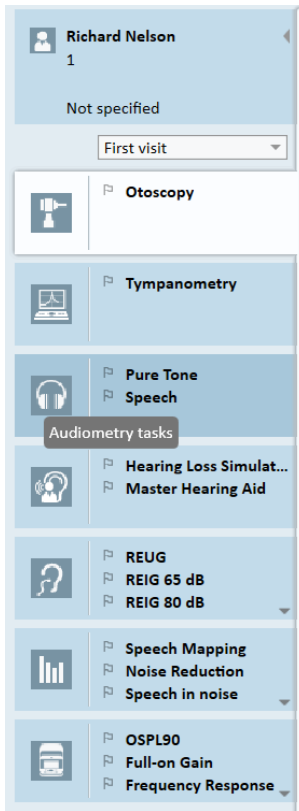 Richard Nelson
1
Not specified
First visit
Otoscopy
Tympanometry
Pure Tone
Speech
Audiometry tasks
Hearing Loss Simulat...
Master Hearing Aid
REUG
REIG 65 dB
REIG 80 dB
Speech Mapping
Noise Reduction
Speech in noise
OSPL90
Full-on Gain
Frequency Response